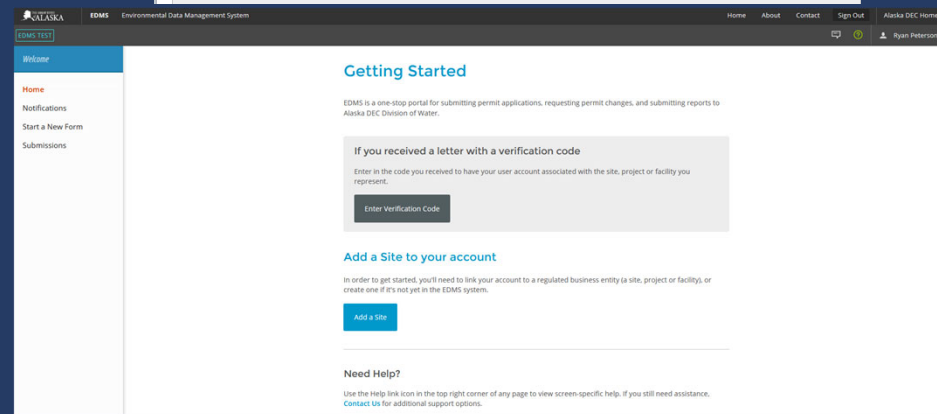 ALASKA EDMS Environmental Data Management System Home About Contact Sign Out Alaska DEC Home
EDMS TEST Ryan Peterson
Welcome
Home
Notifications
Start a New Form
Submissions
Getting Started
EDMS is a one-stop portal for submitting permit applications, requesting permit changes, and submitting reports to
Alaska DEC Division of Water.
If you received a letter with a verification code
Enter in the code you received to have your user account associated with the site, project or facility you
represent.
Enter Verification Code
Add a Site to your account
In order to get started, you'll need to link your account to a regulated business entity (a site, project or facility), or
create one if it's not yet in the EDMS system.
Add a Site
Need Help?
Use the Help link icon in the top right corner of any page to view screen-specific help. If you still need assistance,
Contact Us for additional support options.